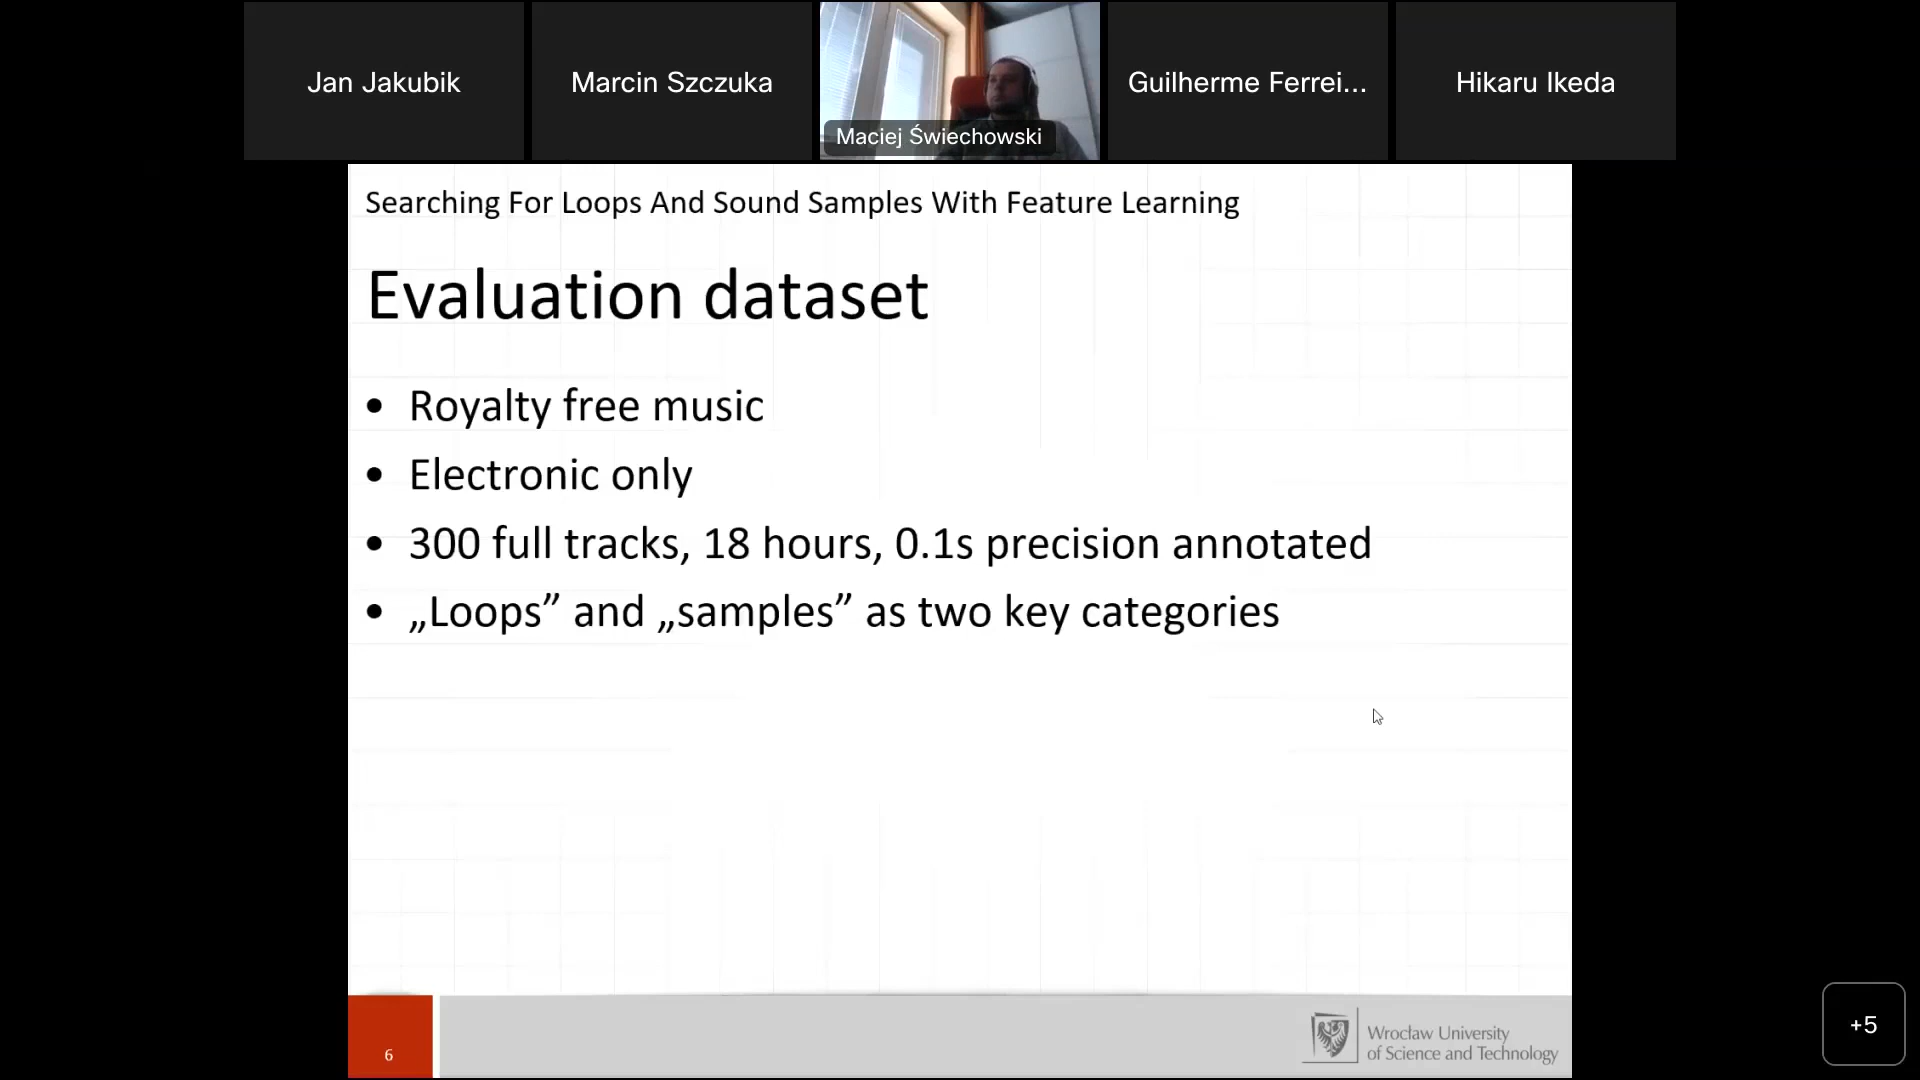 Jan Jakubik
Marcin Szczuka
Maciej Świechowski
Guilherme Ferrei...
Hikaru Ikeda
Searching For Loops And Sound Samples With Feature Learning
Evaluation dataset
• Royalty free music
• Electronic only
• 300 full tracks, 18 hours, 0.1s precision annotated
• „Loops” and „samples” as two key categories
6
Wrocław University
of Science and Technology
+5